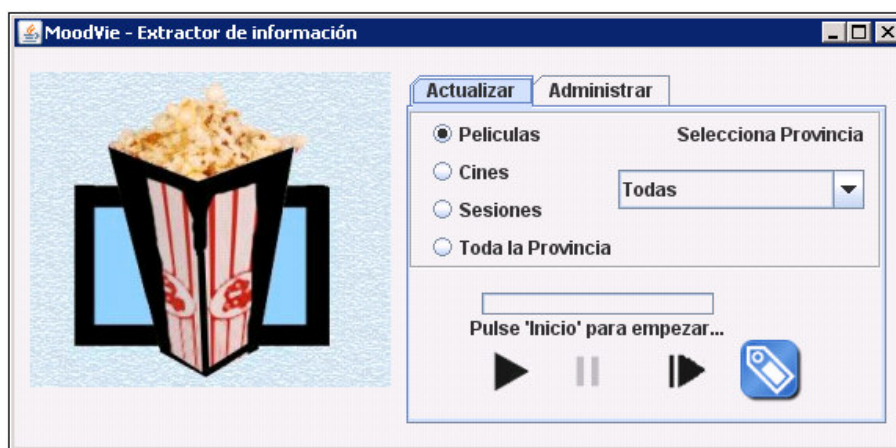 MoodVie - Extractor de información
Actualizar Administrar
Peliculas Selecciona Provincia
Cines
Todas
Sesiones
Toda la Provincia
Pulse 'Inicio' para empezar...